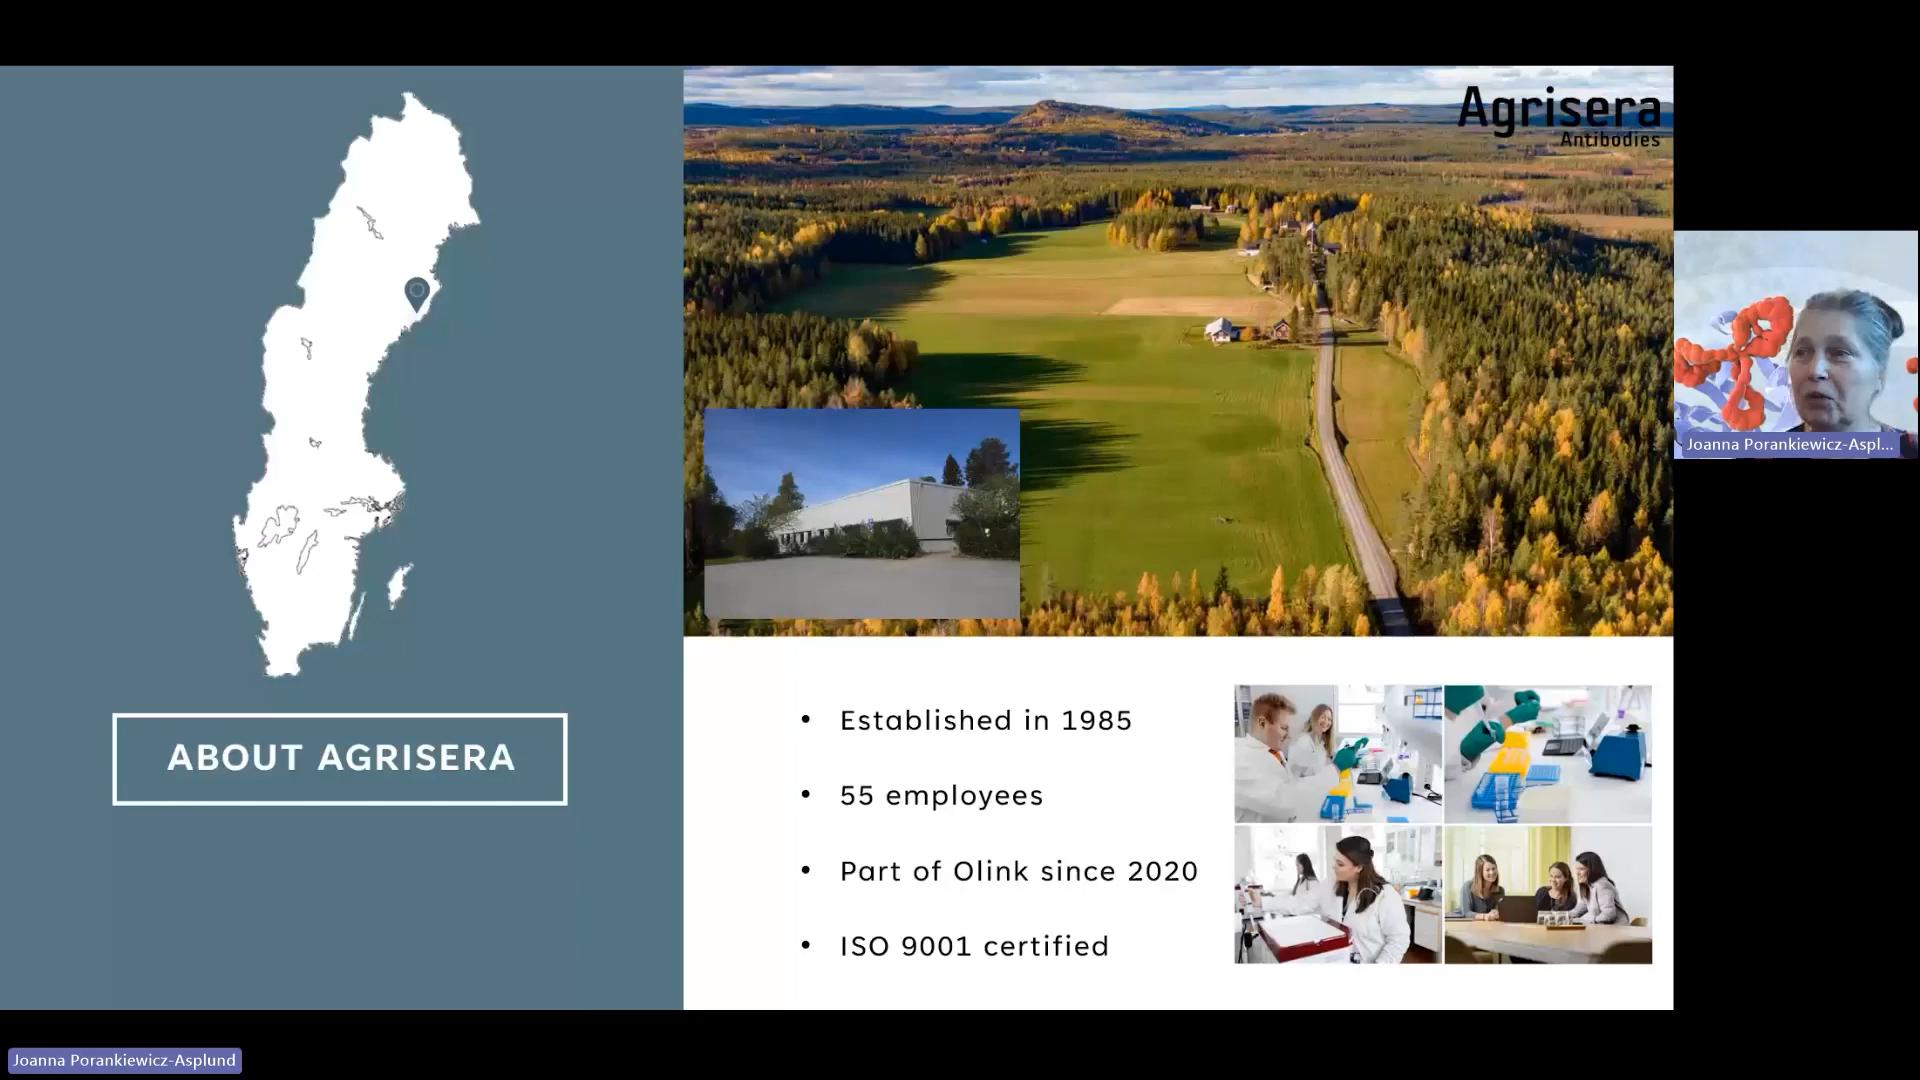 Agrisera
Antibodies
ABOUT AGRISERA
• Established in 1985
• 55 employees
• Part of Olink since 2020
• ISO 9001 certified
Joanna Porankiewicz-Aspl...
Joanna Porankiewicz-Asplund